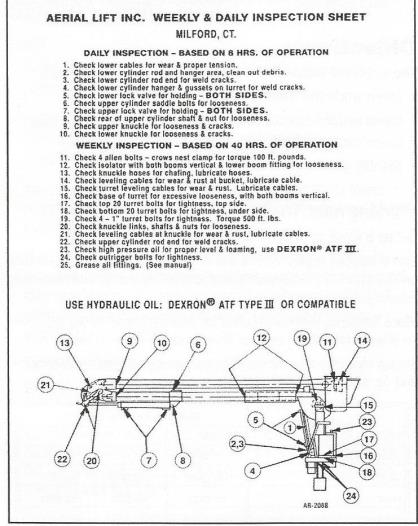 AERIAL LIFT INC. WEEKLY & DAILY INSPECTION SHEET
MILFORD, CT.
DAILY INSPECTION – BASED ON 8 HRS. OF OPERATION
1. Check lower cables for wear & proper tension.
2. Check lower cylinder rod and hanger area, clean out debris.
3. Check lower cylinder rod end for weld cracks.
4. Check lower cylinder hanger & gussets on turret for weld cracks.
5. Check lower lock valve for holding – BOTH SIDES.
6. Check upper cylinder saddle bolts for looseness.
7. Check upper lock valve for holding – BOTH SIDES.
8. Check rear of upper cylinder shaft & nut for looseness.
9. Check upper knuckle for looseness & cracks.
10. Check lower knuckle for looseness & cracks.
WEEKLY INSPECTION – BASED ON 40 HRS. OF OPERATION
11. Check 4 allen bolts – crows nest clamp for torque 100 ft. pounds.
12. Check isolator with both booms vertical & lower boom fitting for looseness.
13. Check knuckle hoses for chafing, lubricate hoses.
14. Check leveling cables for wear & rust at bucket, lubricate cable.
15. Check turret leveling cables for wear & rust. Lubricate cables.
16. Check base of turret for excessive looseness, with both booms vertical.
17. Check top 20 turret bolts for tightness, top side.
18. Check bottom 20 turret bolts for tightness, under side.
19. Check 4 – 1" turret bolts for tightness. Torque 500 ft. lbs.
20. Check knuckle links, shafts & nuts for looseness.
21. Check leveling cables at knuckle for wear & rust, lubricate cables.
22. Check upper cylinder rod end for weld cracks.
23. Check high pressure oil for proper level & foaming, use DEXRON® ATF III.
24. Check outrigger bolts for tightness.
25. Grease all fittings. (See manual)
USE HYDRAULIC OIL: DEXRON® ATF TYPE III OR COMPATIBLE
13
9
10
6
12
19
11
14
21
15
5
1
23
2,3
17
22
20
7
8
4
16
18
24
AR-206B